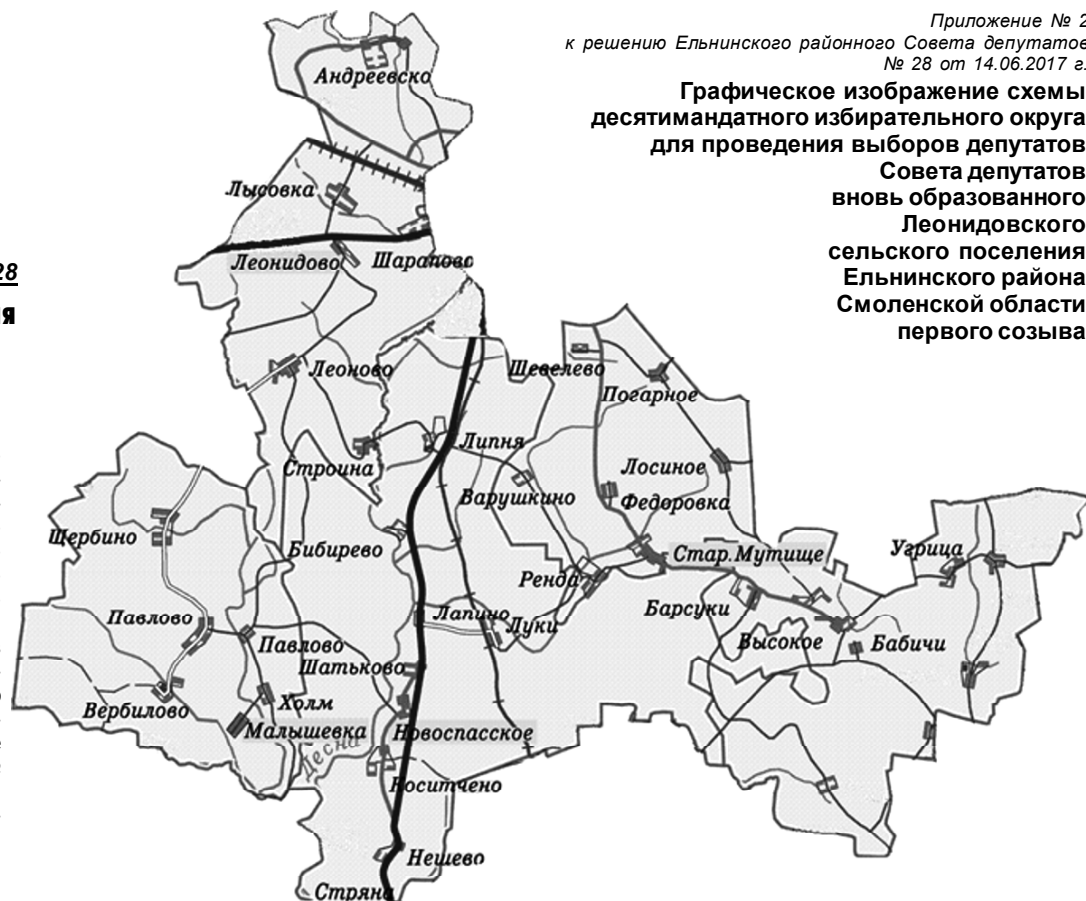 Приложение № 2
к решению Ельнинского районного Совета депутатов
№ 28 от 14.06.2017 г.
Графическое изображение схемы
десятимандатного избирательного округа
для проведения выборов депутатов
Совета депутатов
вновь образованного
Леонидовского
сельского поселения
Ельнинского района
Смоленской области
первого созыва
28
я
Андреевско
Лысовка
Леонидово
Шарапово
Леоново
Шевелево
Погарное
Липня
Строина
Лосиное
Варушкино
Федоровка
Щербино
Бибирево
Стар.Мутище
Угрица
Ренда
Барсуки
Павлово
Лапино
Луки
Павлово
Высокое
Бабичи
Шатьково
Вербилово
Холм
Малышевка
Новоспасское
Десна
Коситчено
Нешево
Стряна